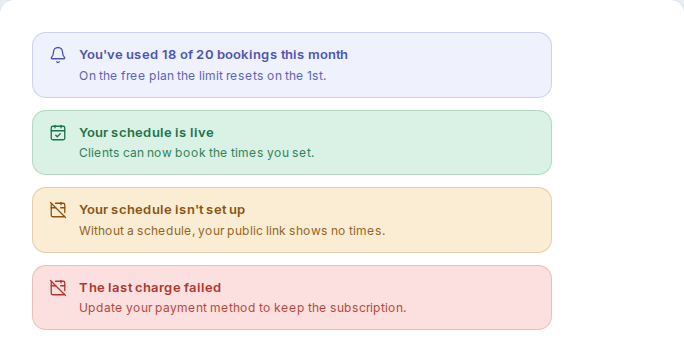 You've used 18 of 20 bookings this month
On the free plan the limit resets on the 1st.
Your schedule is live
Clients can now book the times you set.
Your schedule isn't set up
Without a schedule, your public link shows no times.
The last charge failed
Update your payment method to keep the subscription.